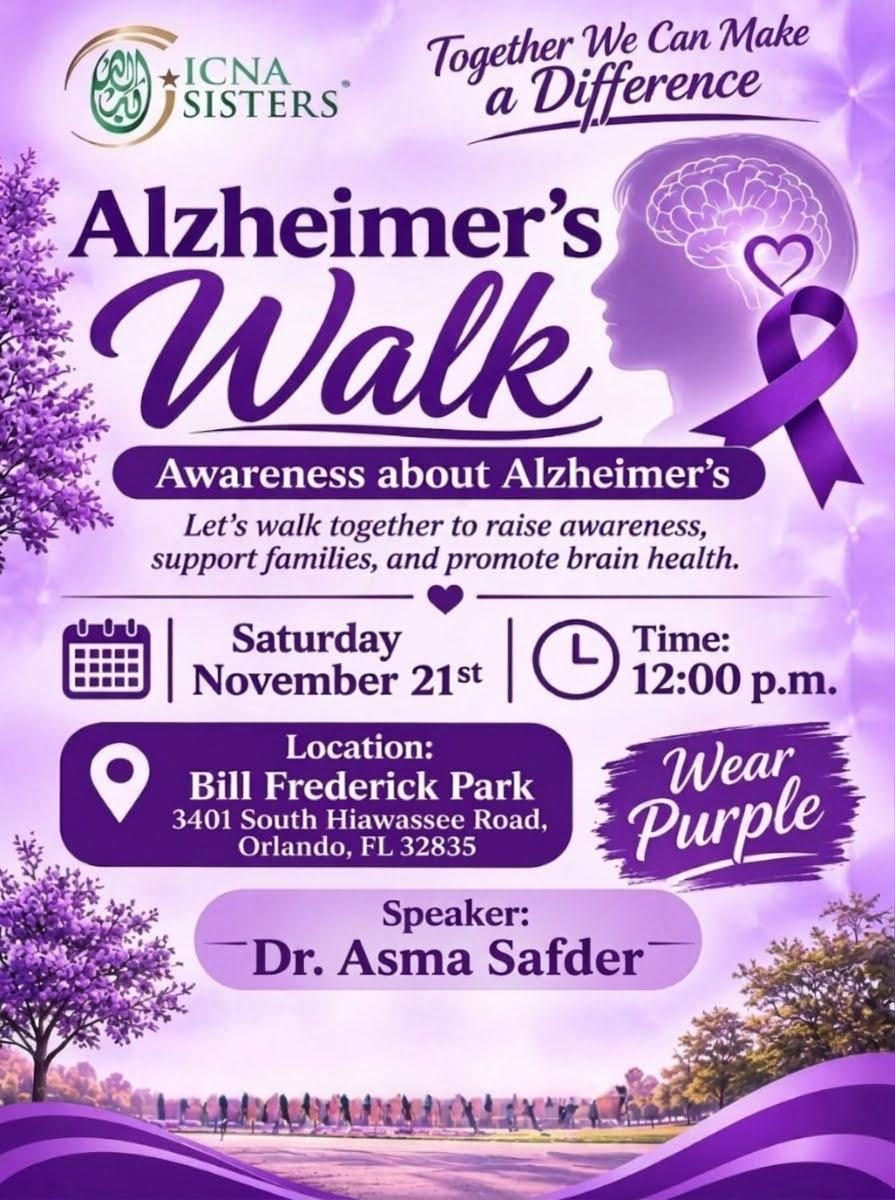 ICNA
SISTERS®
Together We Can Make
a Difference
Alzheimer's
Walk
Awareness about Alzheimer's
Let's walk together to raise awareness,
support families, and promote brain health.
Saturday
November 21st
Time:
12:00 p.m.
Location:
Bill Frederick Park
3401 South Hiawassee Road,
Orlando, FL 32835
Wear
Purple
Speaker:
Dr. Asma Safder